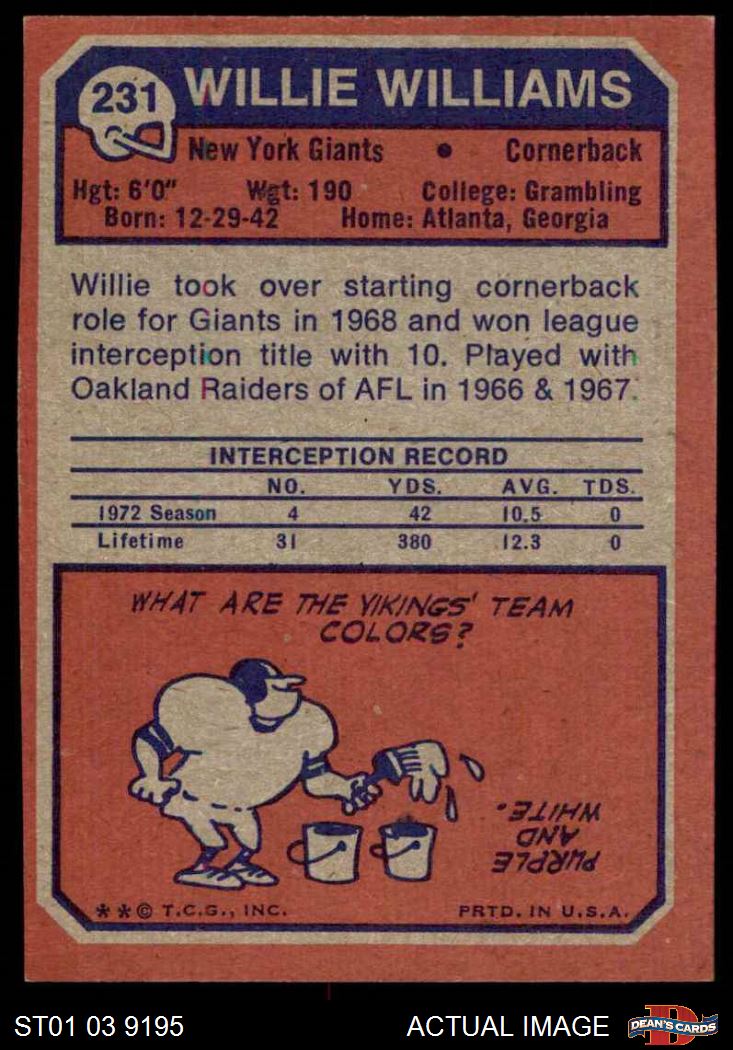 231 WILLIE WILLIAMS
New York Giants • Cornerback
Hgt: 6'0" Wgt: 190 College: Grambling
Born: 12-29-42 Home: Atlanta, Georgia
Willie took over starting cornerback
role for Giants in 1968 and won league
interception title with 10. Played with
Oakland Raiders of AFL in 1966 & 1967.
INTERCEPTION RECORD
NO. YDS. AVG. TDS.
1972 Season 4 42 10.5 0
Lifetime 31 380 12.3 0
WHAT ARE THE VIKINGS' TEAM
COLORS?
PURPLE
AND
WHITE.
**© T.C.G., INC. PRTD. IN U.S.A.
ST01 03 9195 ACTUAL IMAGE D DEAN'S CARDS